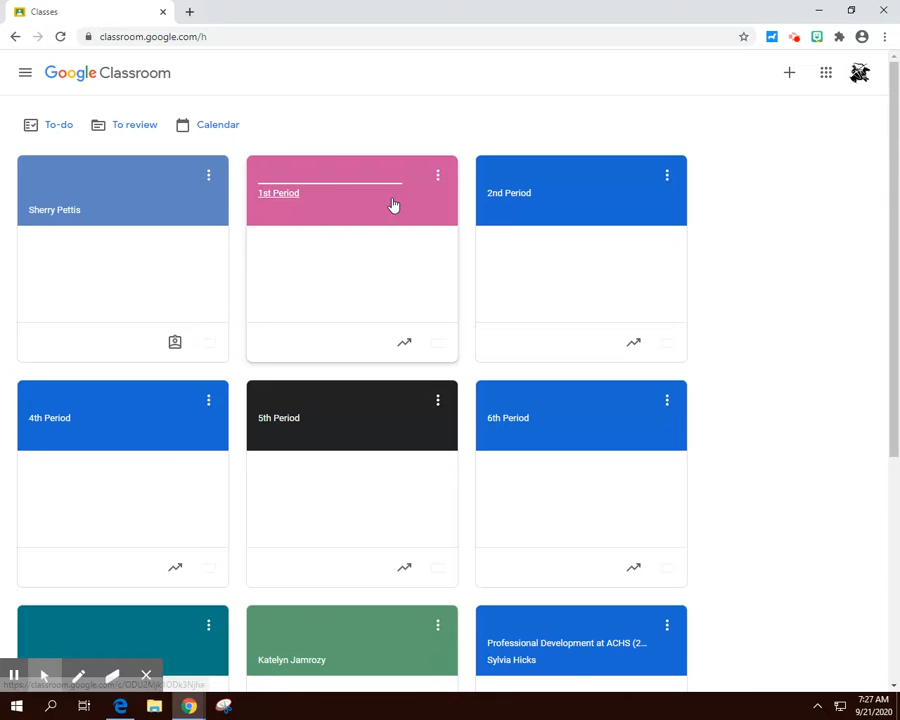 Classes
classroom.google.com/h
Google Classroom
To-do
To review
Calendar
Sherry Pettis
1st Period
2nd Period
4th Period
5th Period
6th Period
Katelyn Jamrozy
Professional Development at ACHS (2...
Sylvia Hicks
7:27 AM
9/21/2020